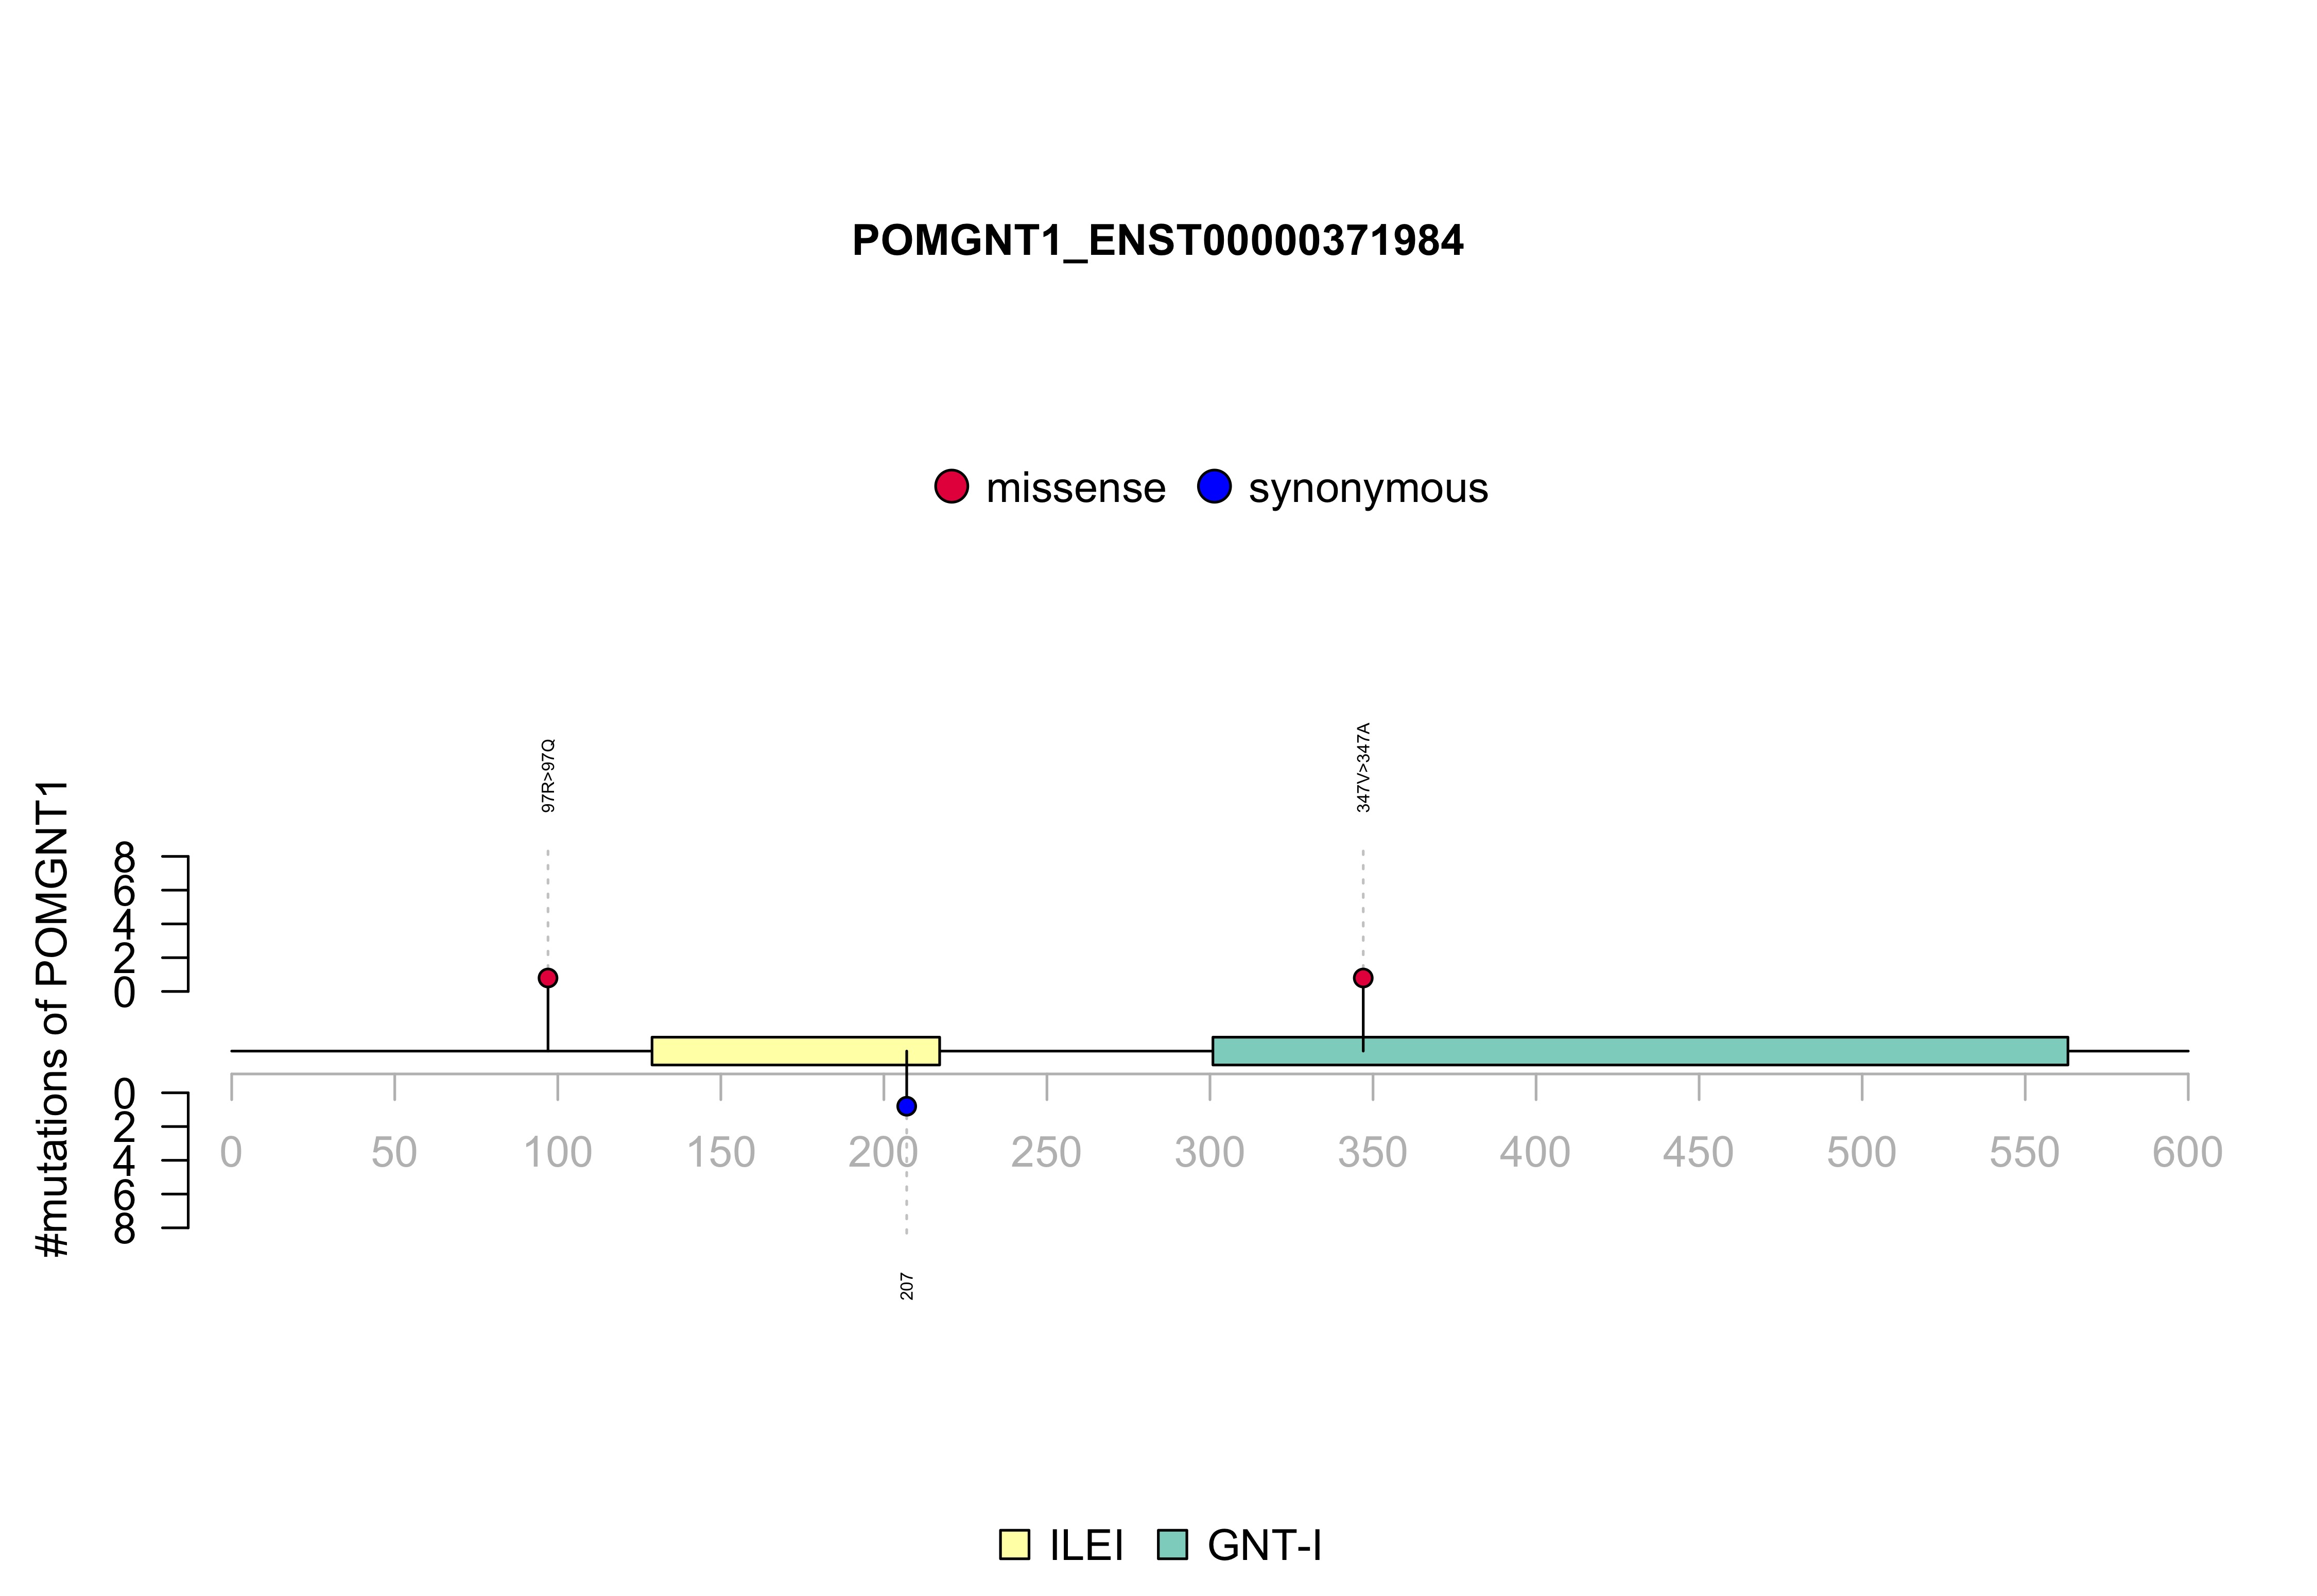 POMGNT1_ENST00000371984
missense synonymous
97R>97Q
347V>347A
#mutations of POMGNT1
8
6
4
2
0
0
2
4
6
8
0 50 100 150 200 250 300 350 400 450 500 550 600
207
ILEI GNT-I